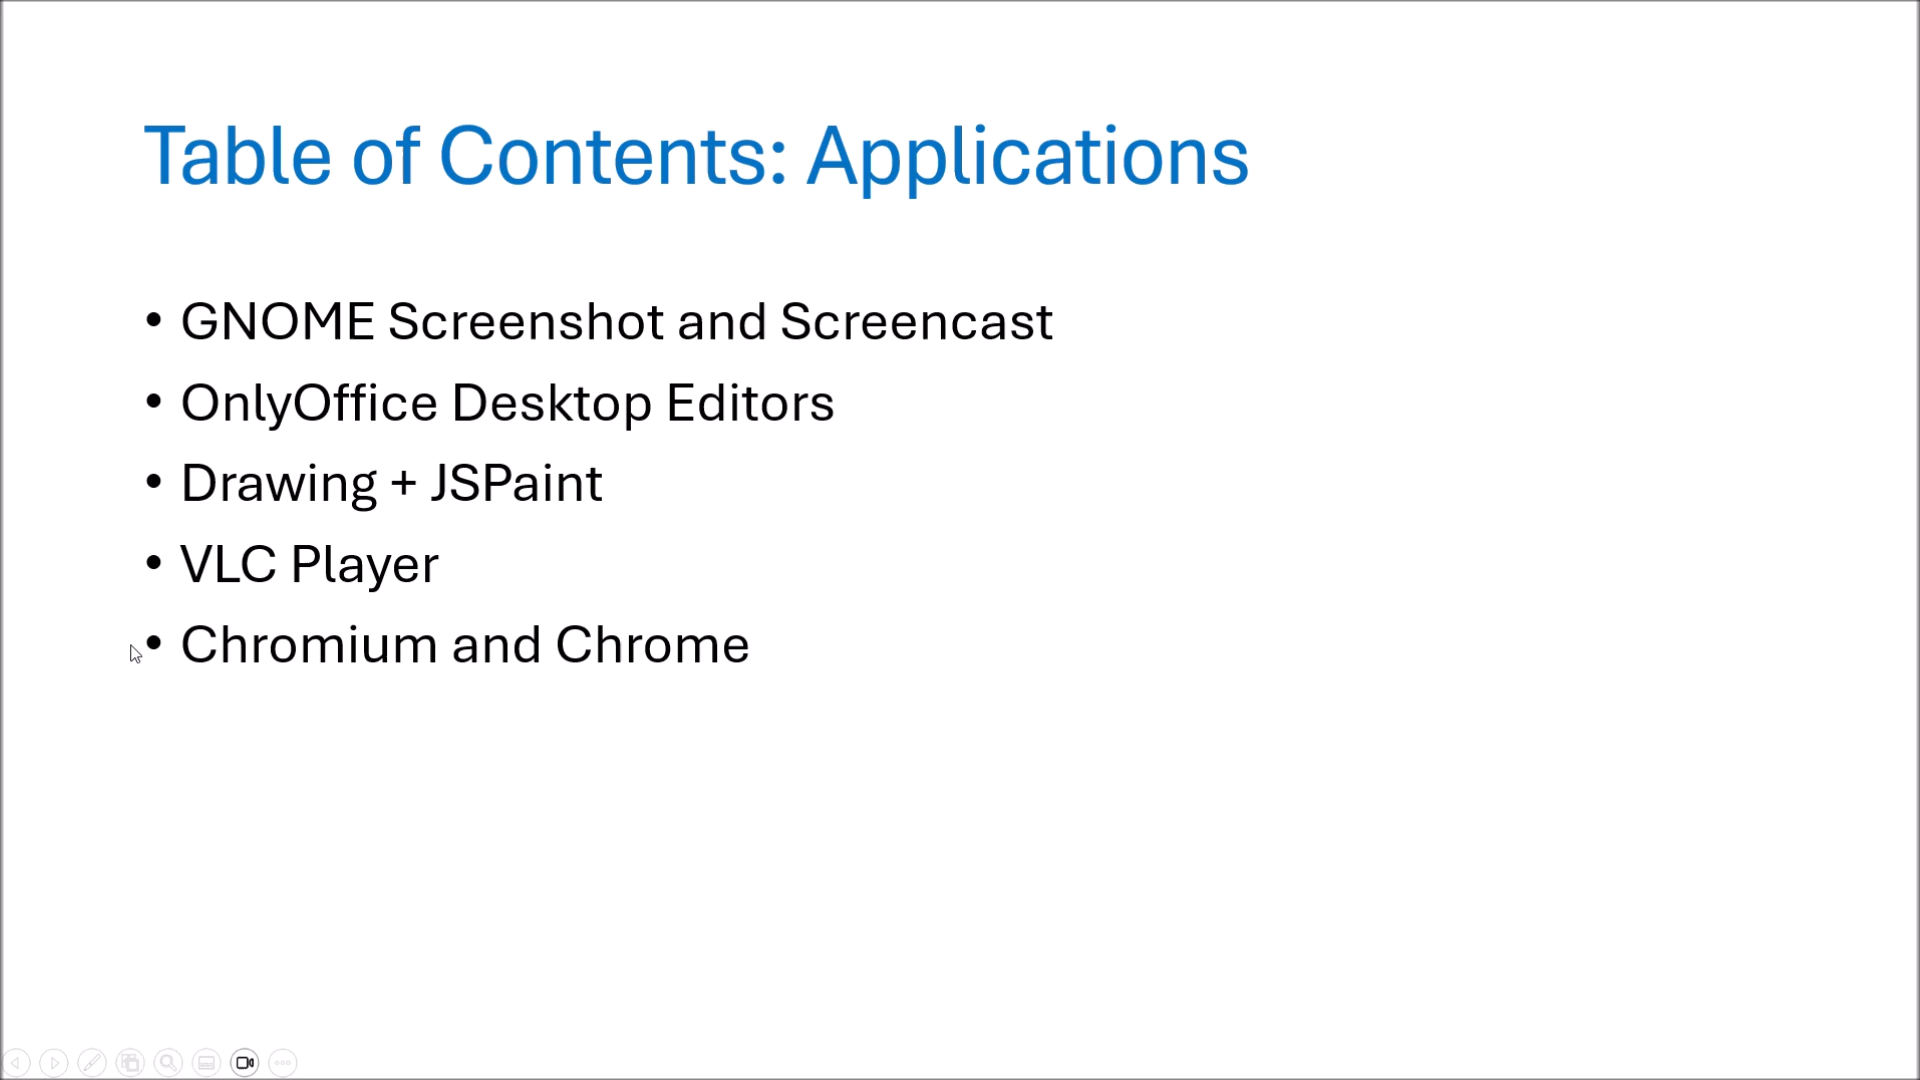 Table of Contents: Applications
• GNOME Screenshot and Screencast
• OnlyOffice Desktop Editors
• Drawing + JSPaint
• VLC Player
• Chromium and Chrome